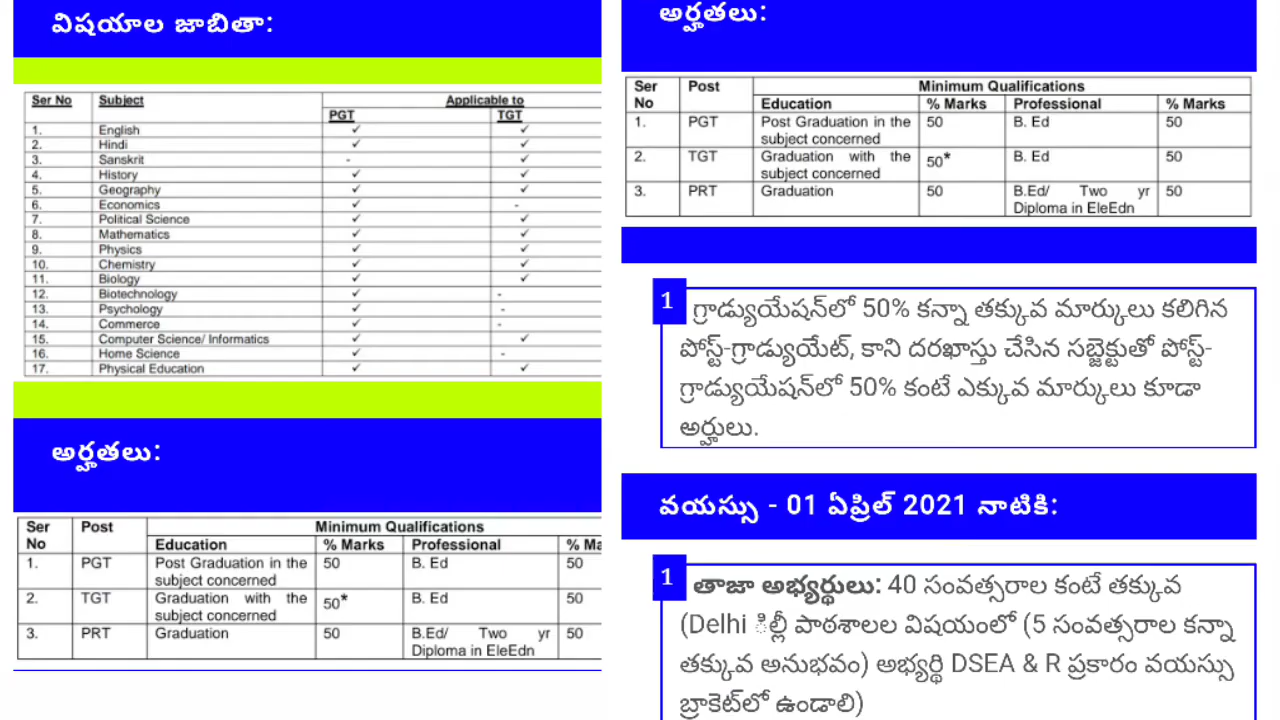 విషయాల జాబితా:
Ser No Subject Applicable to
PGT TGT
1. English ✓ ✓
2. Hindi ✓ ✓
3. Sanskrit - ✓
4. History ✓ ✓
5. Geography ✓ ✓
6. Economics ✓ -
7. Political Science ✓ ✓
8. Mathematics ✓ ✓
9. Physics ✓ ✓
10. Chemistry ✓ ✓
11. Biology ✓ ✓
12. Biotechnology ✓ -
13. Psychology ✓ -
14. Commerce ✓ -
15. Computer Science/ Informatics ✓ ✓
16. Home Science ✓ -
17. Physical Education ✓ ✓
అర్హతలు:
Ser Post Minimum Qualifications
No Education % Marks Professional % Ma
1. PGT Post Graduation in the 50 B. Ed 50
subject concerned
2. TGT Graduation with the 50* B. Ed 50
subject concerned
3. PRT Graduation 50 B.Ed/ Two yr 50
Diploma in EleEdn
అర్హతలు:
Ser Post Minimum Qualifications
No Education % Marks Professional % Marks
1. PGT Post Graduation in the 50 B. Ed 50
subject concerned
2. TGT Graduation with the 50* B. Ed 50
subject concerned
3. PRT Graduation 50 B.Ed/ Two yr 50
Diploma in EleEdn
1 గ్రాడ్యుయేషన్‌లో 50% కన్నా తక్కువ మార్కులు కలిగిన
పోస్ట్-గ్రాడ్యుయేట్, కాని దరఖాస్తు చేసిన సబ్జెక్టుతో పోస్ట్-
గ్రాడ్యుయేషన్‌లో 50% కంటే ఎక్కువ మార్కులు కూడా
అర్హులు.
వయస్సు - 01 ఏప్రిల్ 2021 నాటికి:
1 తాజా అభ్యర్థులు: 40 సంవత్సరాల కంటే తక్కువ
(Delhi ిల్లీ పాఠశాలల విషయంలో (5 సంవత్సరాల కన్నా
తక్కువ అనుభవం) అభ్యర్థి DSEA & R ప్రకారం వయస్సు
బ్రాకెట్‌లో ఉండాలి)